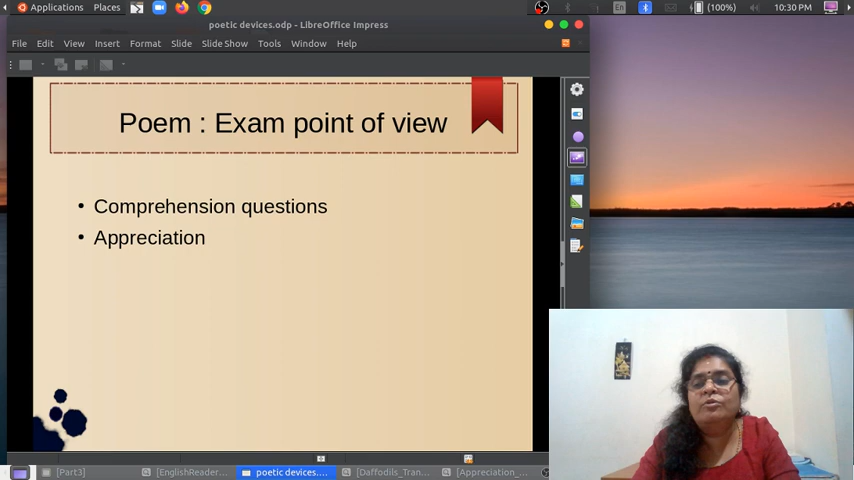 Applications Places En (100%) 10:30 PM
poetic devices.odp - LibreOffice Impress
File Edit View Insert Format Slide Slide Show Tools Window Help
Poem : Exam point of view
• Comprehension questions
• Appreciation
[Part3] [EnglishReader... poetic devices.... [Daffodils_Tran... [Appreciation_...